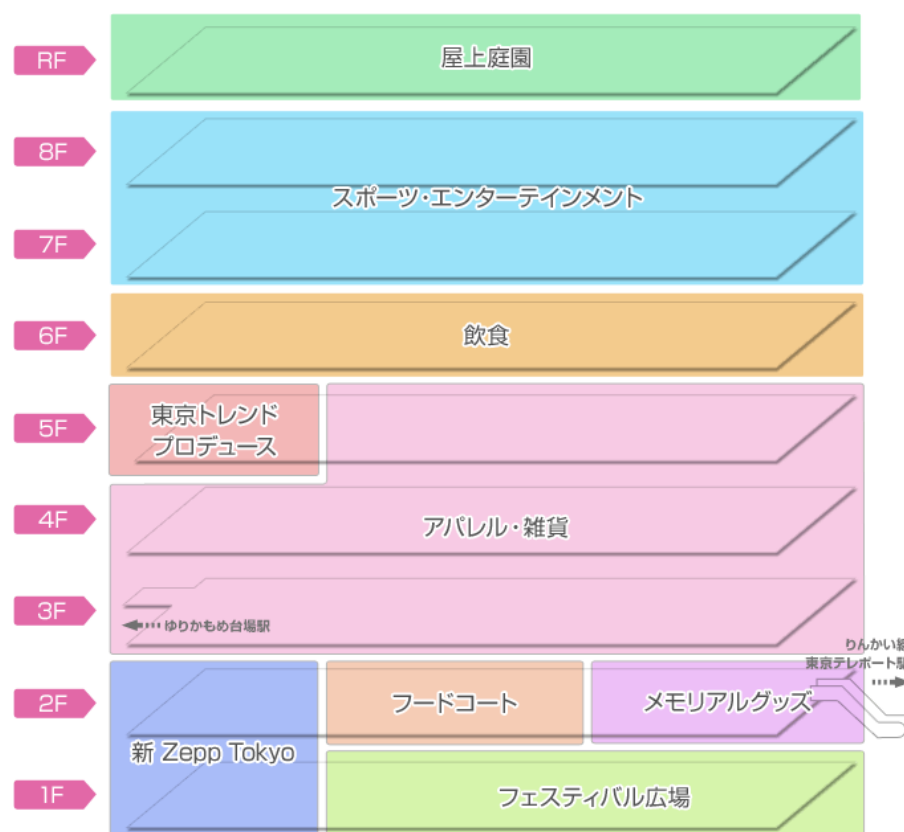 RF
屋上庭園
8F
スポーツ・エンターテインメント
7F
6F
飲食
5F
東京トレンド
プロデュース
4F
アパレル・雑貨
3F
ゆりかもめ台場駅
りんかい線
東京テレポート駅
2F
フードコート
メモリアルグッズ
新 Zepp Tokyo
1F
フェスティバル広場